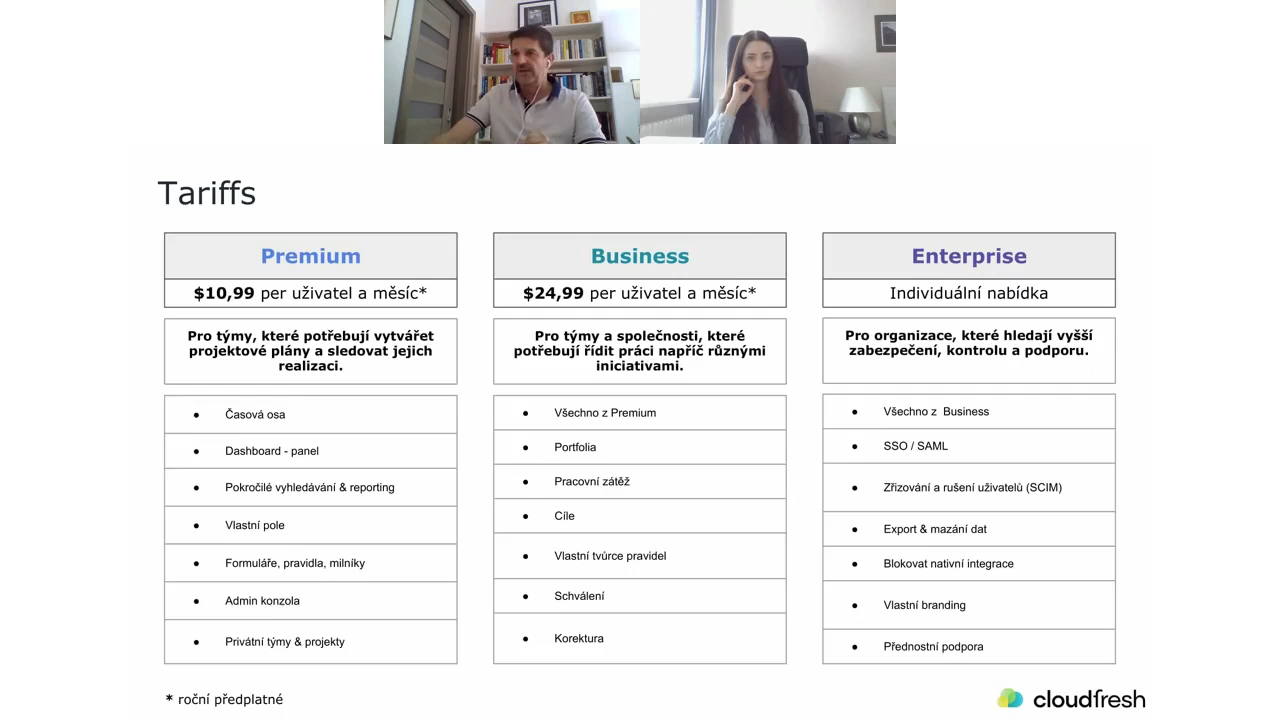 Tariffs
Premium
$10,99 per uživatel a měsíc*
Pro týmy, které potřebují vytvářet
projektové plány a sledovat jejich
realizaci.
● Časová osa
● Dashboard - panel
● Pokročilé vyhledávání & reporting
● Vlastní pole
● Formuláře, pravidla, milníky
● Admin konzola
● Privátní týmy & projekty
Business
$24,99 per uživatel a měsíc*
Pro týmy a společnosti, které
potřebují řídit práci napříč různými
iniciativami.
● Všechno z Premium
● Portfolia
● Pracovní zátěž
● Cíle
● Vlastní tvůrce pravidel
● Schválení
● Korektura
Enterprise
Individuální nabídka
Pro organizace, které hledají vyšší
zabezpečení, kontrolu a podporu.
● Všechno z Business
● SSO / SAML
● Zřizování a rušení uživatelů (SCIM)
● Export & mazání dat
● Blokovat nativní integrace
● Vlastní branding
● Přednostní podpora
* roční předplatné
cloudfresh